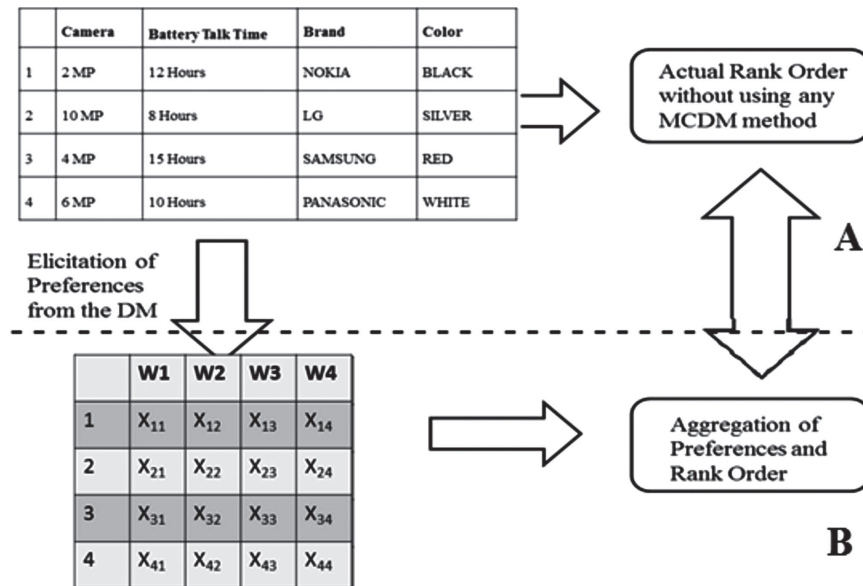 Camera Battery Talk Time Brand Color
1 2 MP 12 Hours NOKIA BLACK
2 10 MP 8 Hours LG SILVER
3 4 MP 15 Hours SAMSUNG RED
4 6 MP 10 Hours PANASONIC WHITE
Actual Rank Order
without using any
MCDM method
A
Elicitation of
Preferences
from the DM
W1 W2 W3 W4
1 X11 X12 X13 X14
2 X21 X22 X23 X24
3 X31 X32 X33 X34
4 X41 X42 X43 X44
Aggregation of
Preferences and
Rank Order
B